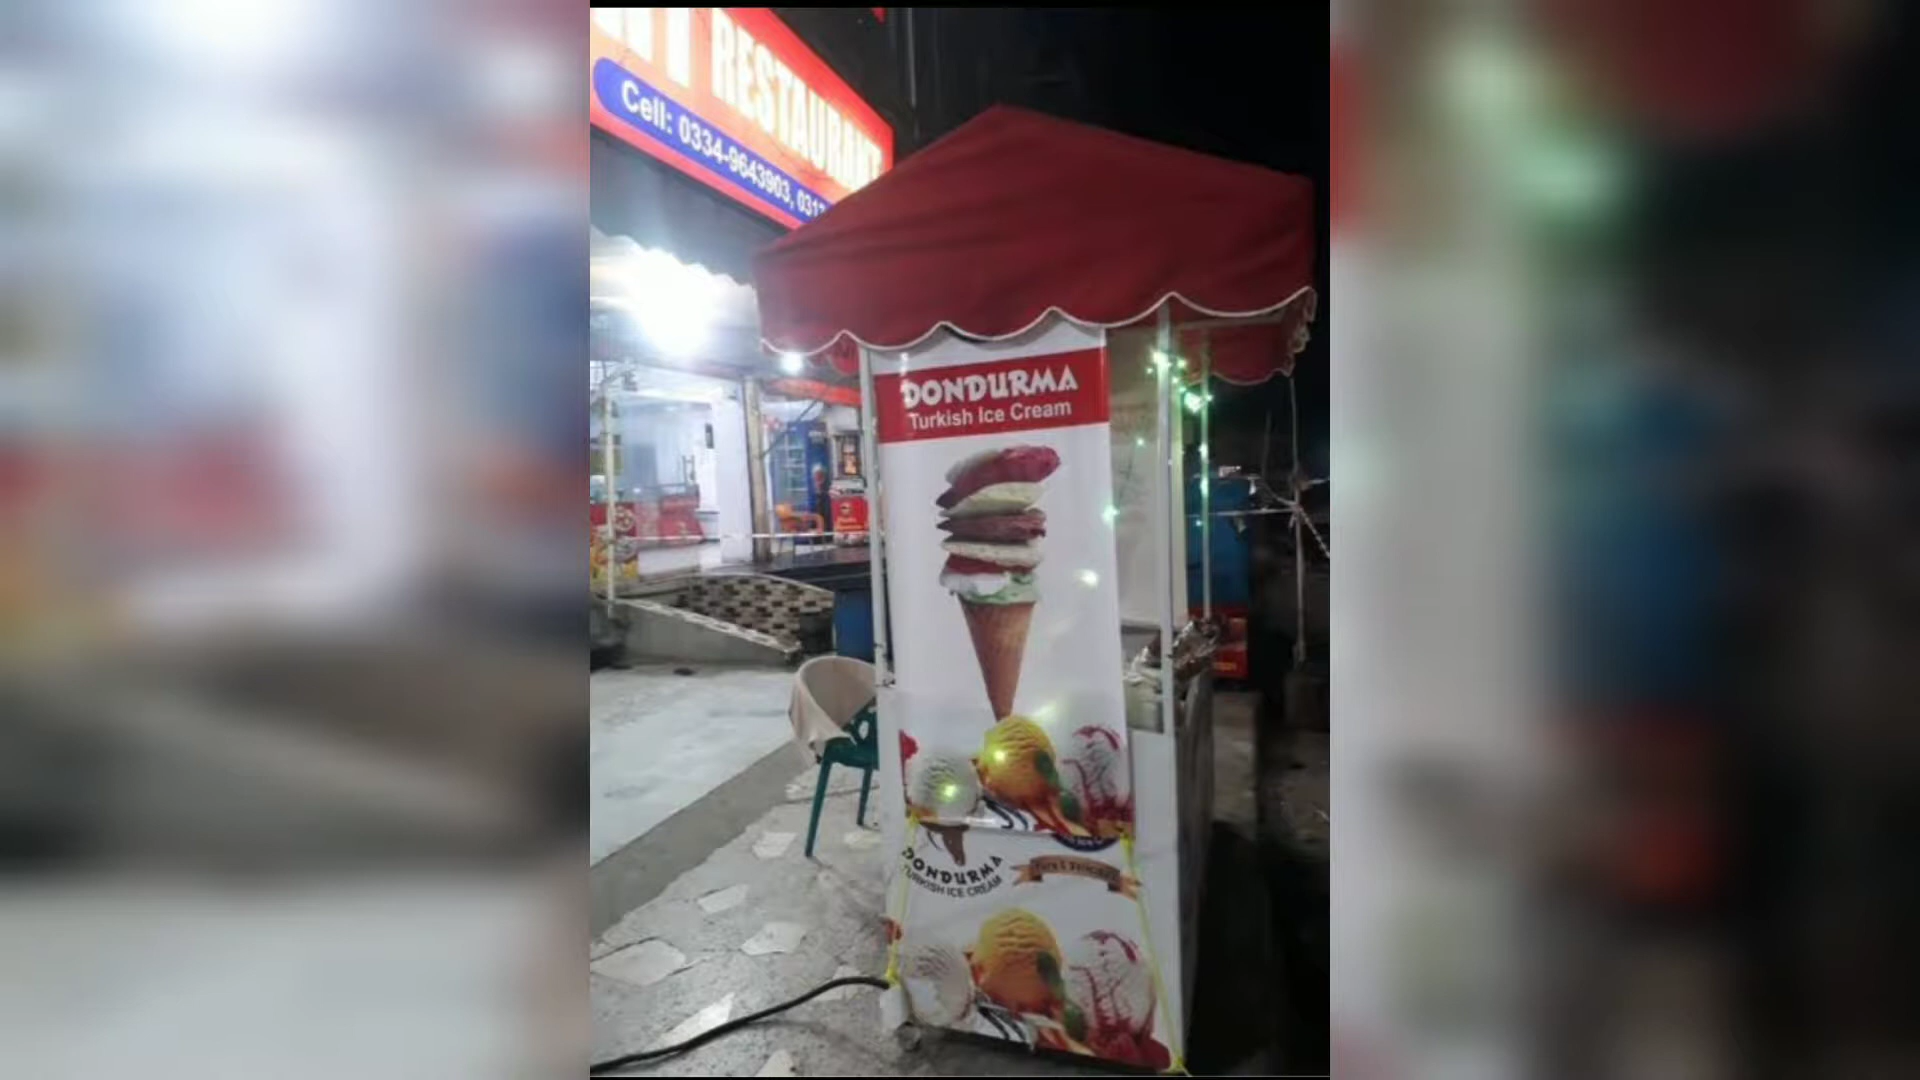 RESTAURANT
Cell: 0334-9643903, 031
DONDURMA
Turkish Ice Cream
DONDURMA
TURKISH ICE CREAM